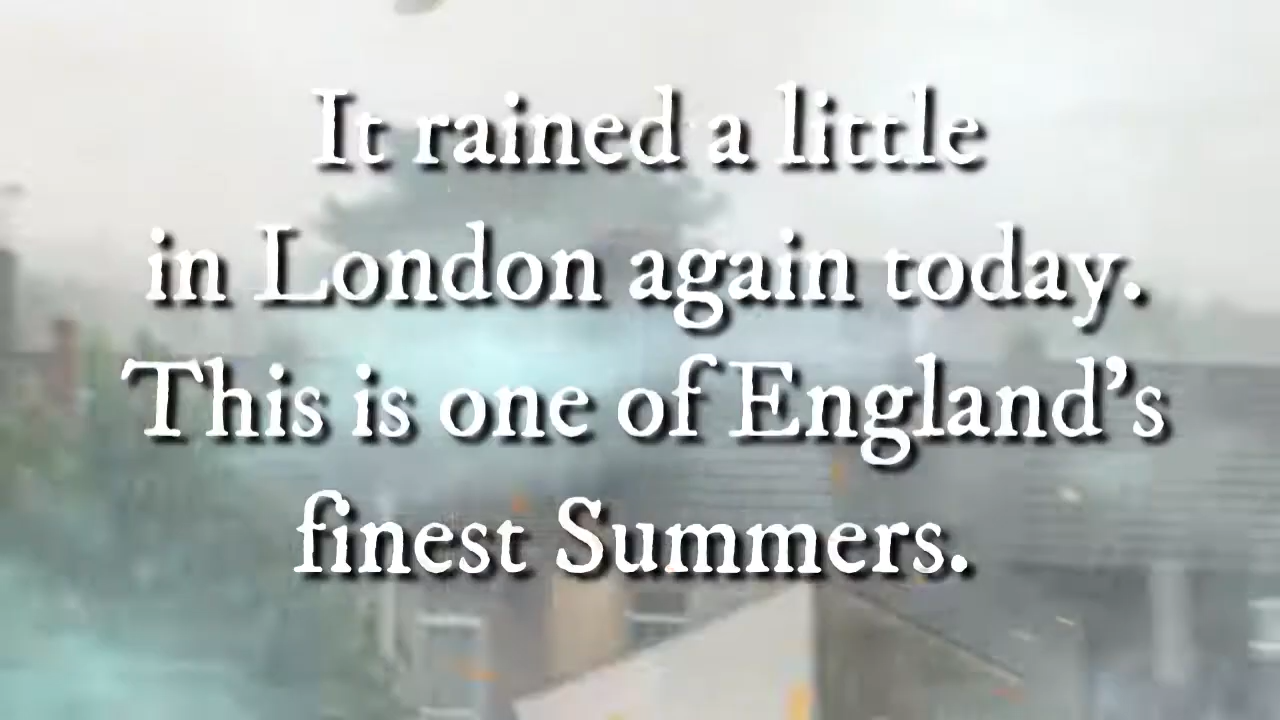 It rained a little
in London again today.
This is one of England’s
finest Summers.